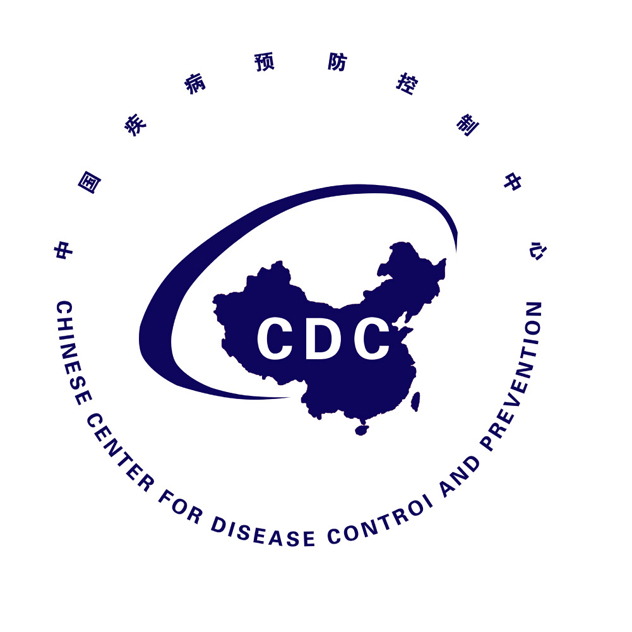 中国疾病预防控制中心
CDC
CHINESE CENTER FOR DISEASE CONTROI AND PREVENTION